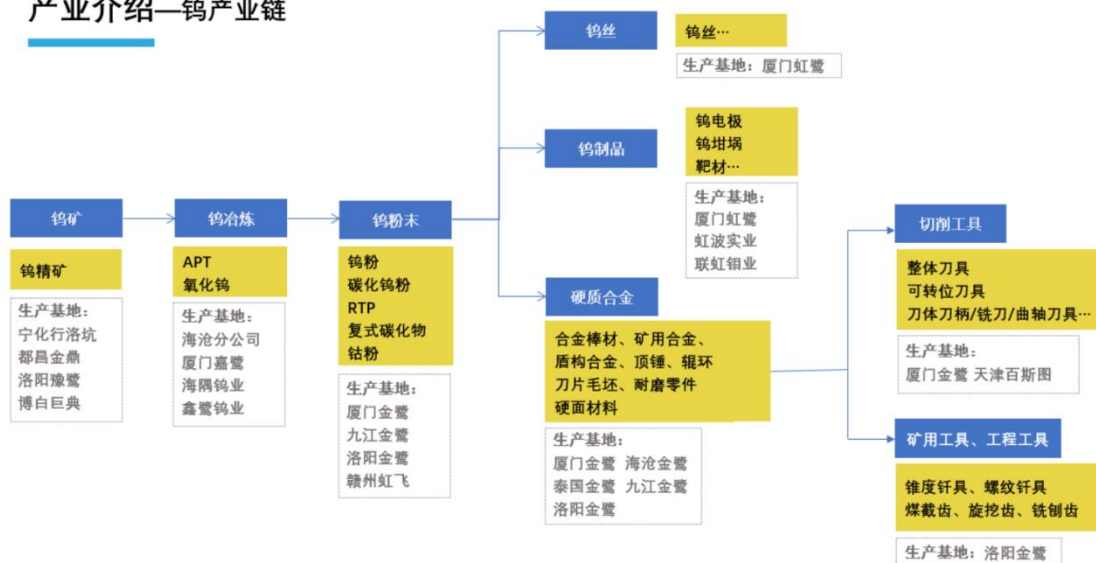 产业介绍—钨产业链
钨丝
钨丝…
生产基地：厦门虹鹭
钨制品
钨电极
钨坩埚
靶材…
生产基地：
厦门虹鹭
虹波实业
联虹钼业
钨矿
钨精矿
生产基地：
宁化行洛坑
都昌金鼎
洛阳豫鹭
博白巨典
钨冶炼
APT
氧化钨
生产基地：
海沧分公司
厦门嘉鹭
海隅钨业
鑫鹭钨业
钨粉末
钨粉
碳化钨粉
RTP
复式碳化物
钴粉
生产基地：
厦门金鹭
九江金鹭
洛阳金鹭
赣州虹飞
硬质合金
合金棒材、矿用合金、
盾构合金、顶锤、辊环
刀片毛坯、耐磨零件
硬面材料
生产基地：
厦门金鹭 海沧金鹭
泰国金鹭 九江金鹭
洛阳金鹭
切削工具
整体刀具
可转位刀具
刀体刀柄/铣刀/曲轴刀具…
生产基地：
厦门金鹭 天津百斯图
矿用工具、工程工具
锥度钎具、螺纹钎具
煤截齿、旋挖齿、铣刨齿
生产基地：洛阳金鹭